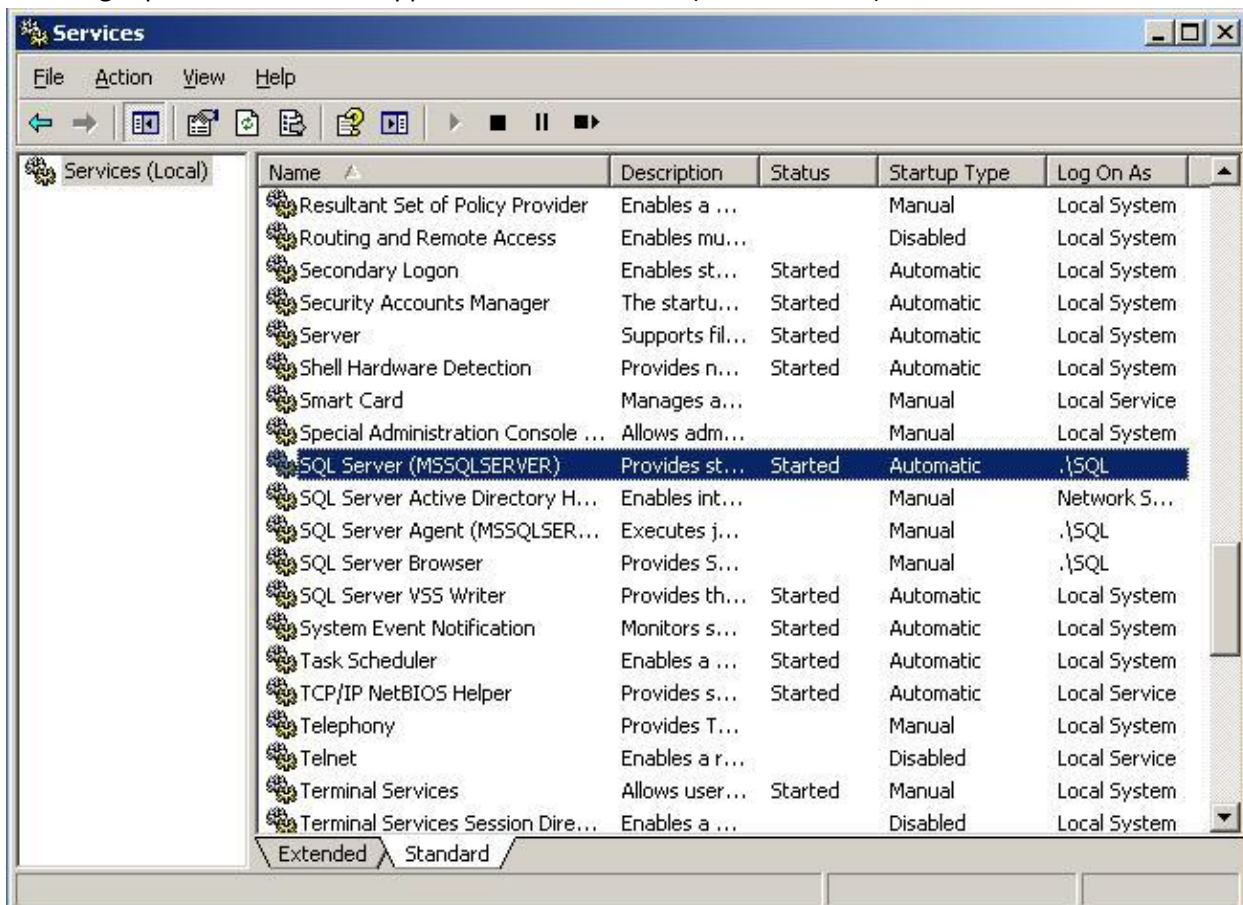 Services
File Action View Help
Services (Local)
Name Description Status Startup Type Log On As
Resultant Set of Policy Provider Enables a ... Manual Local System
Routing and Remote Access Enables mu... Disabled Local System
Secondary Logon Enables st... Started Automatic Local System
Security Accounts Manager The startu... Started Automatic Local System
Server Supports fil... Started Automatic Local System
Shell Hardware Detection Provides n... Started Automatic Local System
Smart Card Manages a... Manual Local Service
Special Administration Console ... Allows adm... Manual Local System
SQL Server (MSSQLSERVER) Provides st... Started Automatic .\SQL
SQL Server Active Directory H... Enables int... Manual Network S...
SQL Server Agent (MSSQLSER... Executes j... Manual .\SQL
SQL Server Browser Provides S... Manual .\SQL
SQL Server VSS Writer Provides th... Started Automatic Local System
System Event Notification Monitors s... Started Automatic Local System
Task Scheduler Enables a ... Started Automatic Local System
TCP/IP NetBIOS Helper Provides s... Started Automatic Local Service
Telephony Provides T... Manual Local System
Telnet Enables a r... Disabled Local Service
Terminal Services Allows user... Started Manual Local System
Terminal Services Session Dire... Enables a ... Disabled Local System
Extended Standard